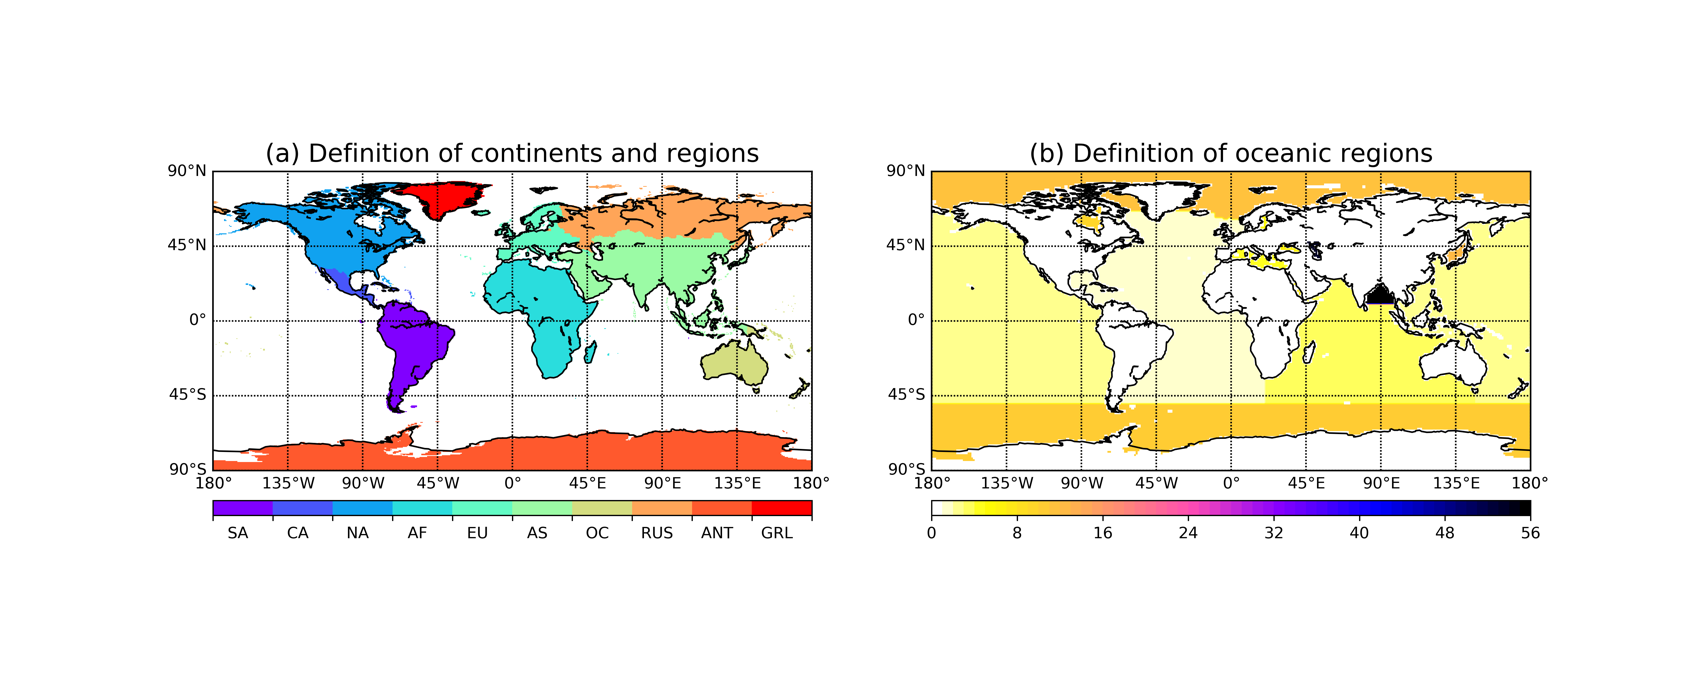 (a) Definition of continents and regions
90°N
45°N
0°
45°S
90°S
180° 135°W 90°W 45°W 0° 45°E 90°E 135°E 180°
SA CA NA AF EU AS OC RUS ANT GRL
(b) Definition of oceanic regions
90°N
45°N
0°
45°S
90°S
180° 135°W 90°W 45°W 0° 45°E 90°E 135°E 180°
0 8 16 24 32 40 48 56